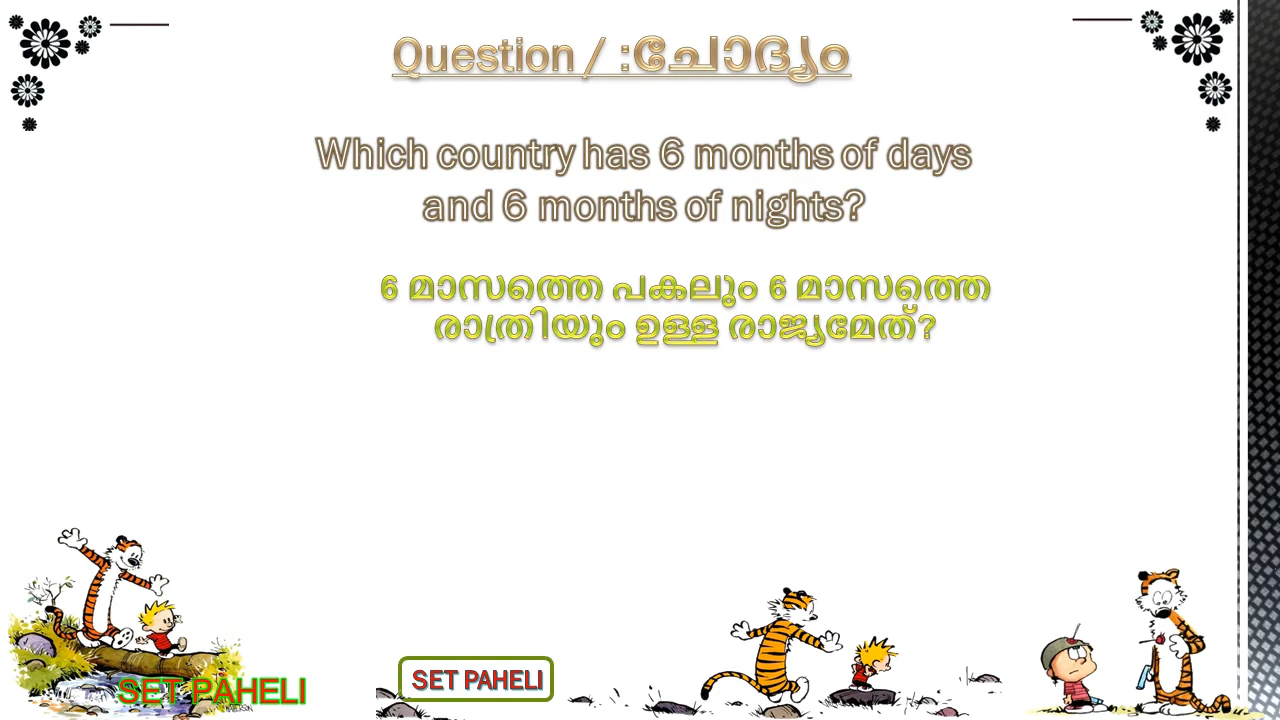 Question / :ചോദ്യം
Which country has 6 months of days
and 6 months of nights?
6 മാസത്തെ പകലും 6 മാസത്തെ
രാത്രിയും ഉള്ള രാജ്യമേത്?
SET PAHELI
SET PAHELI